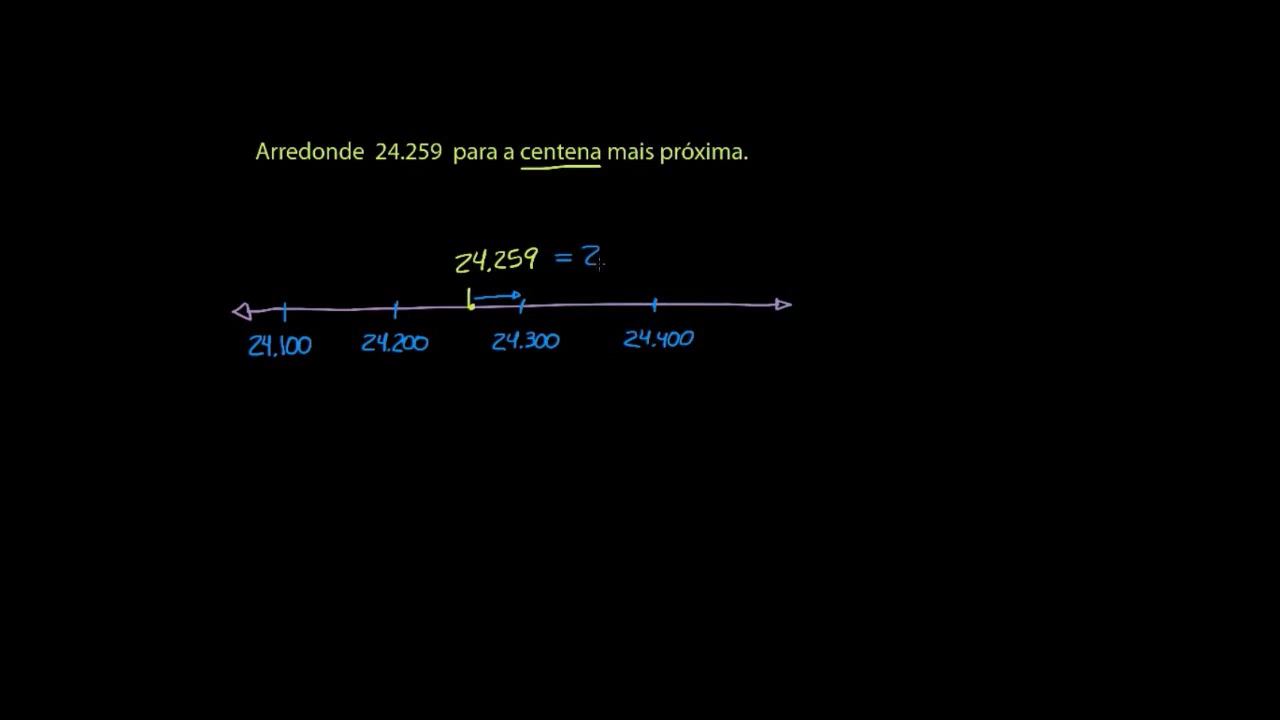 Arredonde 24.259 para a centena mais próxima.
24.259 = 2
24.100 24.200 24.300 24.400